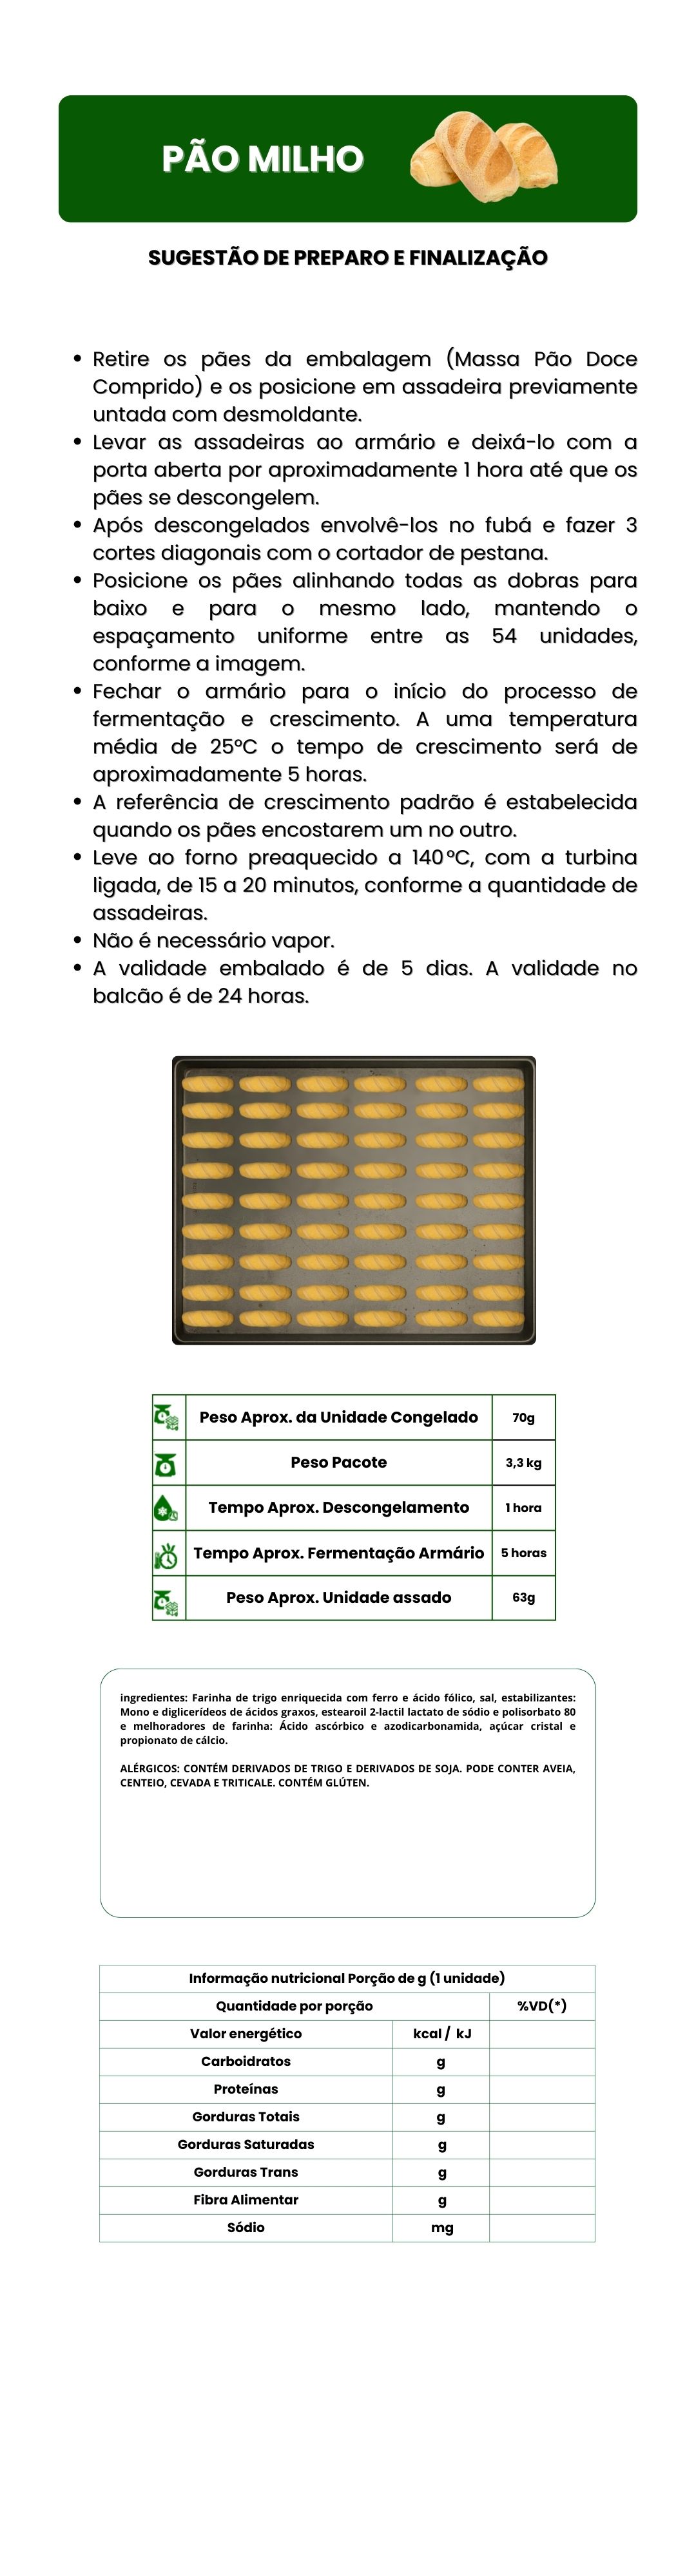 PÃO MILHO
SUGESTÃO DE PREPARO E FINALIZAÇÃO
• Retire os pães da embalagem (Massa Pão Doce
Comprido) e os posicione em assadeira previamente
untada com desmoldante.
• Levar as assadeiras ao armário e deixá-lo com a
porta aberta por aproximadamente 1 hora até que os
pães se descongelem.
• Após descongelados envolvê-los no fubá e fazer 3
cortes diagonais com o cortador de pestana.
• Posicione os pães alinhando todas as dobras para
baixo e para o mesmo lado, mantendo o
espaçamento uniforme entre as 54 unidades,
conforme a imagem.
• Fechar o armário para o início do processo de
fermentação e crescimento. A uma temperatura
média de 25°C o tempo de crescimento será de
aproximadamente 5 horas.
• A referência de crescimento padrão é estabelecida
quando os pães encostarem um no outro.
• Leve ao forno preaquecido a 140°C, com a turbina
ligada, de 15 a 20 minutos, conforme a quantidade de
assadeiras.
• Não é necessário vapor.
• A validade embalado é de 5 dias. A validade no
balcão é de 24 horas.
Peso Aprox. da Unidade Congelado 70g
Peso Pacote 3,3 kg
Tempo Aprox. Descongelamento 1 hora
Tempo Aprox. Fermentação Armário 5 horas
Peso Aprox. Unidade assado 63g
ingredientes: Farinha de trigo enriquecida com ferro e ácido fólico, sal, estabilizantes:
Mono e diglicerídeos de ácidos graxos, estearoil 2-lactil lactato de sódio e polisorbato 80
e melhoradores de farinha: Ácido ascórbico e azodicarbonamida, açúcar cristal e
propionato de cálcio.
ALÉRGICOS: CONTÉM DERIVADOS DE TRIGO E DERIVADOS DE SOJA. PODE CONTER AVEIA,
CENTEIO, CEVADA E TRITICALE. CONTÉM GLÚTEN.
Informação nutricional Porção de g (1 unidade)
Quantidade por porção %VD(*)
Valor energético kcal / kJ
Carboidratos g
Proteínas g
Gorduras Totais g
Gorduras Saturadas g
Gorduras Trans g
Fibra Alimentar g
Sódio mg